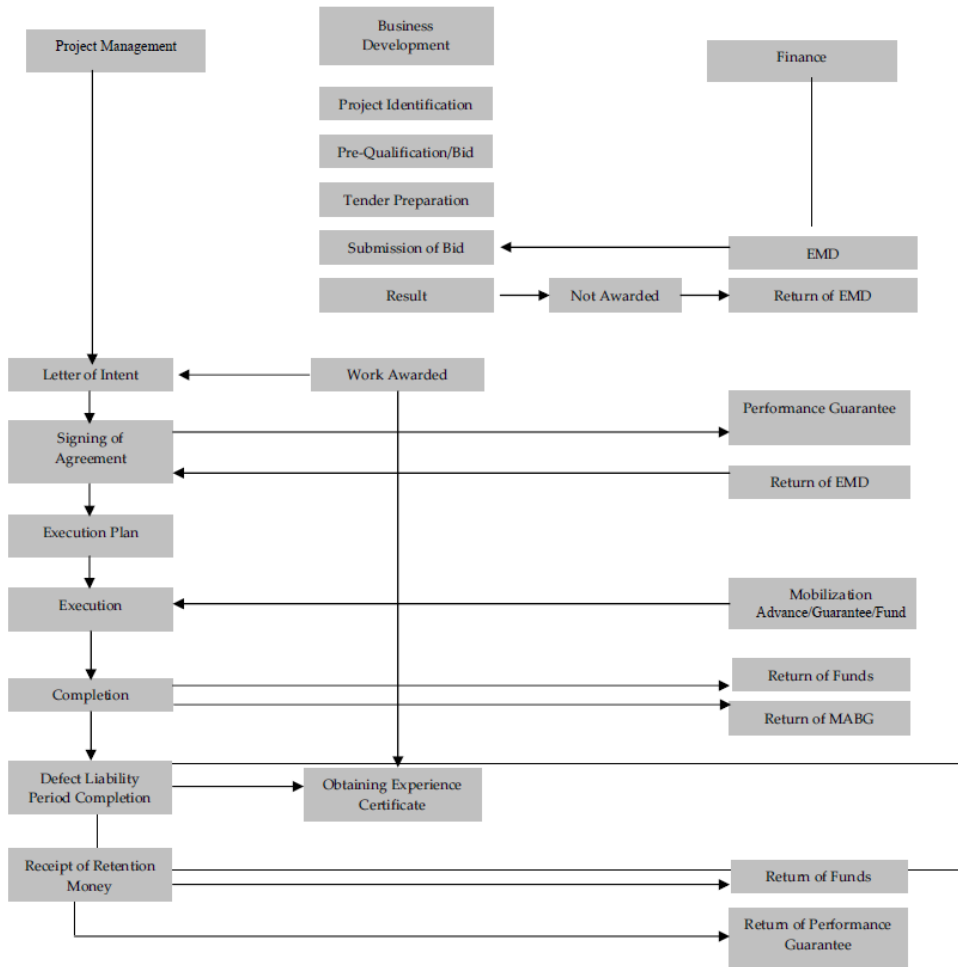 Project Management
Business
Development
Finance
Project Identification
Pre-Qualification/Bid
Tender Preparation
Submission of Bid
EMD
Result
Not Awarded
Return of EMD
Letter of Intent
Work Awarded
Performance Guarantee
Signing of
Agreement
Return of EMD
Execution Plan
Execution
Mobilization
Advance/Guarantee/Fund
Completion
Return of Funds
Return of MABG
Defect Liability
Period Completion
Obtaining Experience
Certificate
Receipt of Retention
Money
Return of Funds
Return of Performance
Guarantee